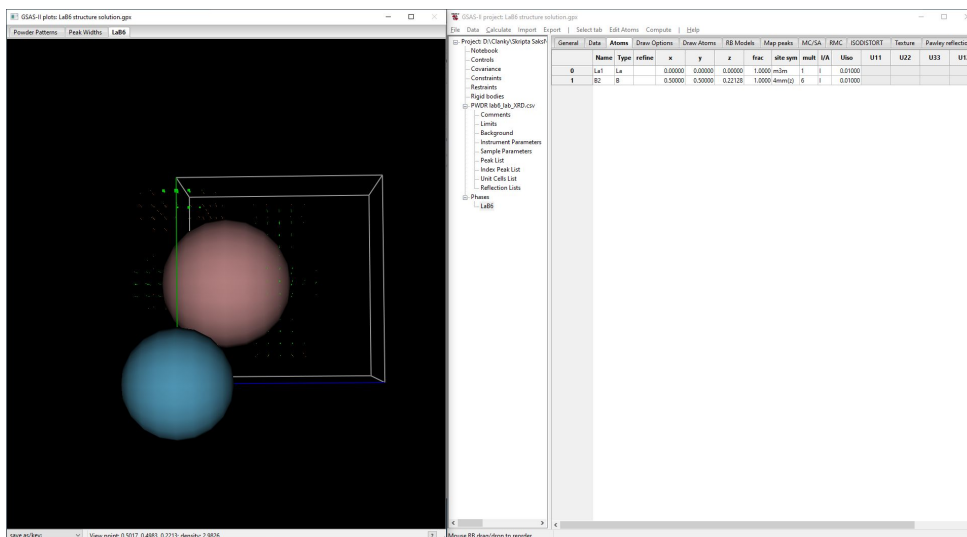 GSAS-II plots: LaB6 structure solution.gpx
Powder Patterns Peak Widths LaB6
save as/key: View point: 0.5017, 0.4983, 0.2213; density: 2.9826 ?
GSAS-II project: LaB6 structure solution.gpx
File Data Calculate Import Export | Select tab Edit Atoms Compute | Help
Project: D:\Clanky\Skripta Saksl\
Notebook
Controls
Covariance
Constraints
Restraints
Rigid bodies
PWDR lab6_lab_XRD.csv
Comments
Limits
Background
Instrument Parameters
Sample Parameters
Peak List
Index Peak List
Unit Cells List
Reflection Lists
Phases
LaB6
General Data Atoms Draw Options Draw Atoms RB Models Map peaks MC/SA RMC ISODISTORT Texture Pawley reflectio
Name Type refine x y z frac site sym mult I/A Uiso U11 U22 U33
0 La1 La 0.00000 0.00000 0.00000 1.0000 m3m 1 I 0.01000
1 B2 B 0.50000 0.50000 0.22128 1.0000 4mm(z) 6 I 0.01000
Mouse RB drag/drop to reorder